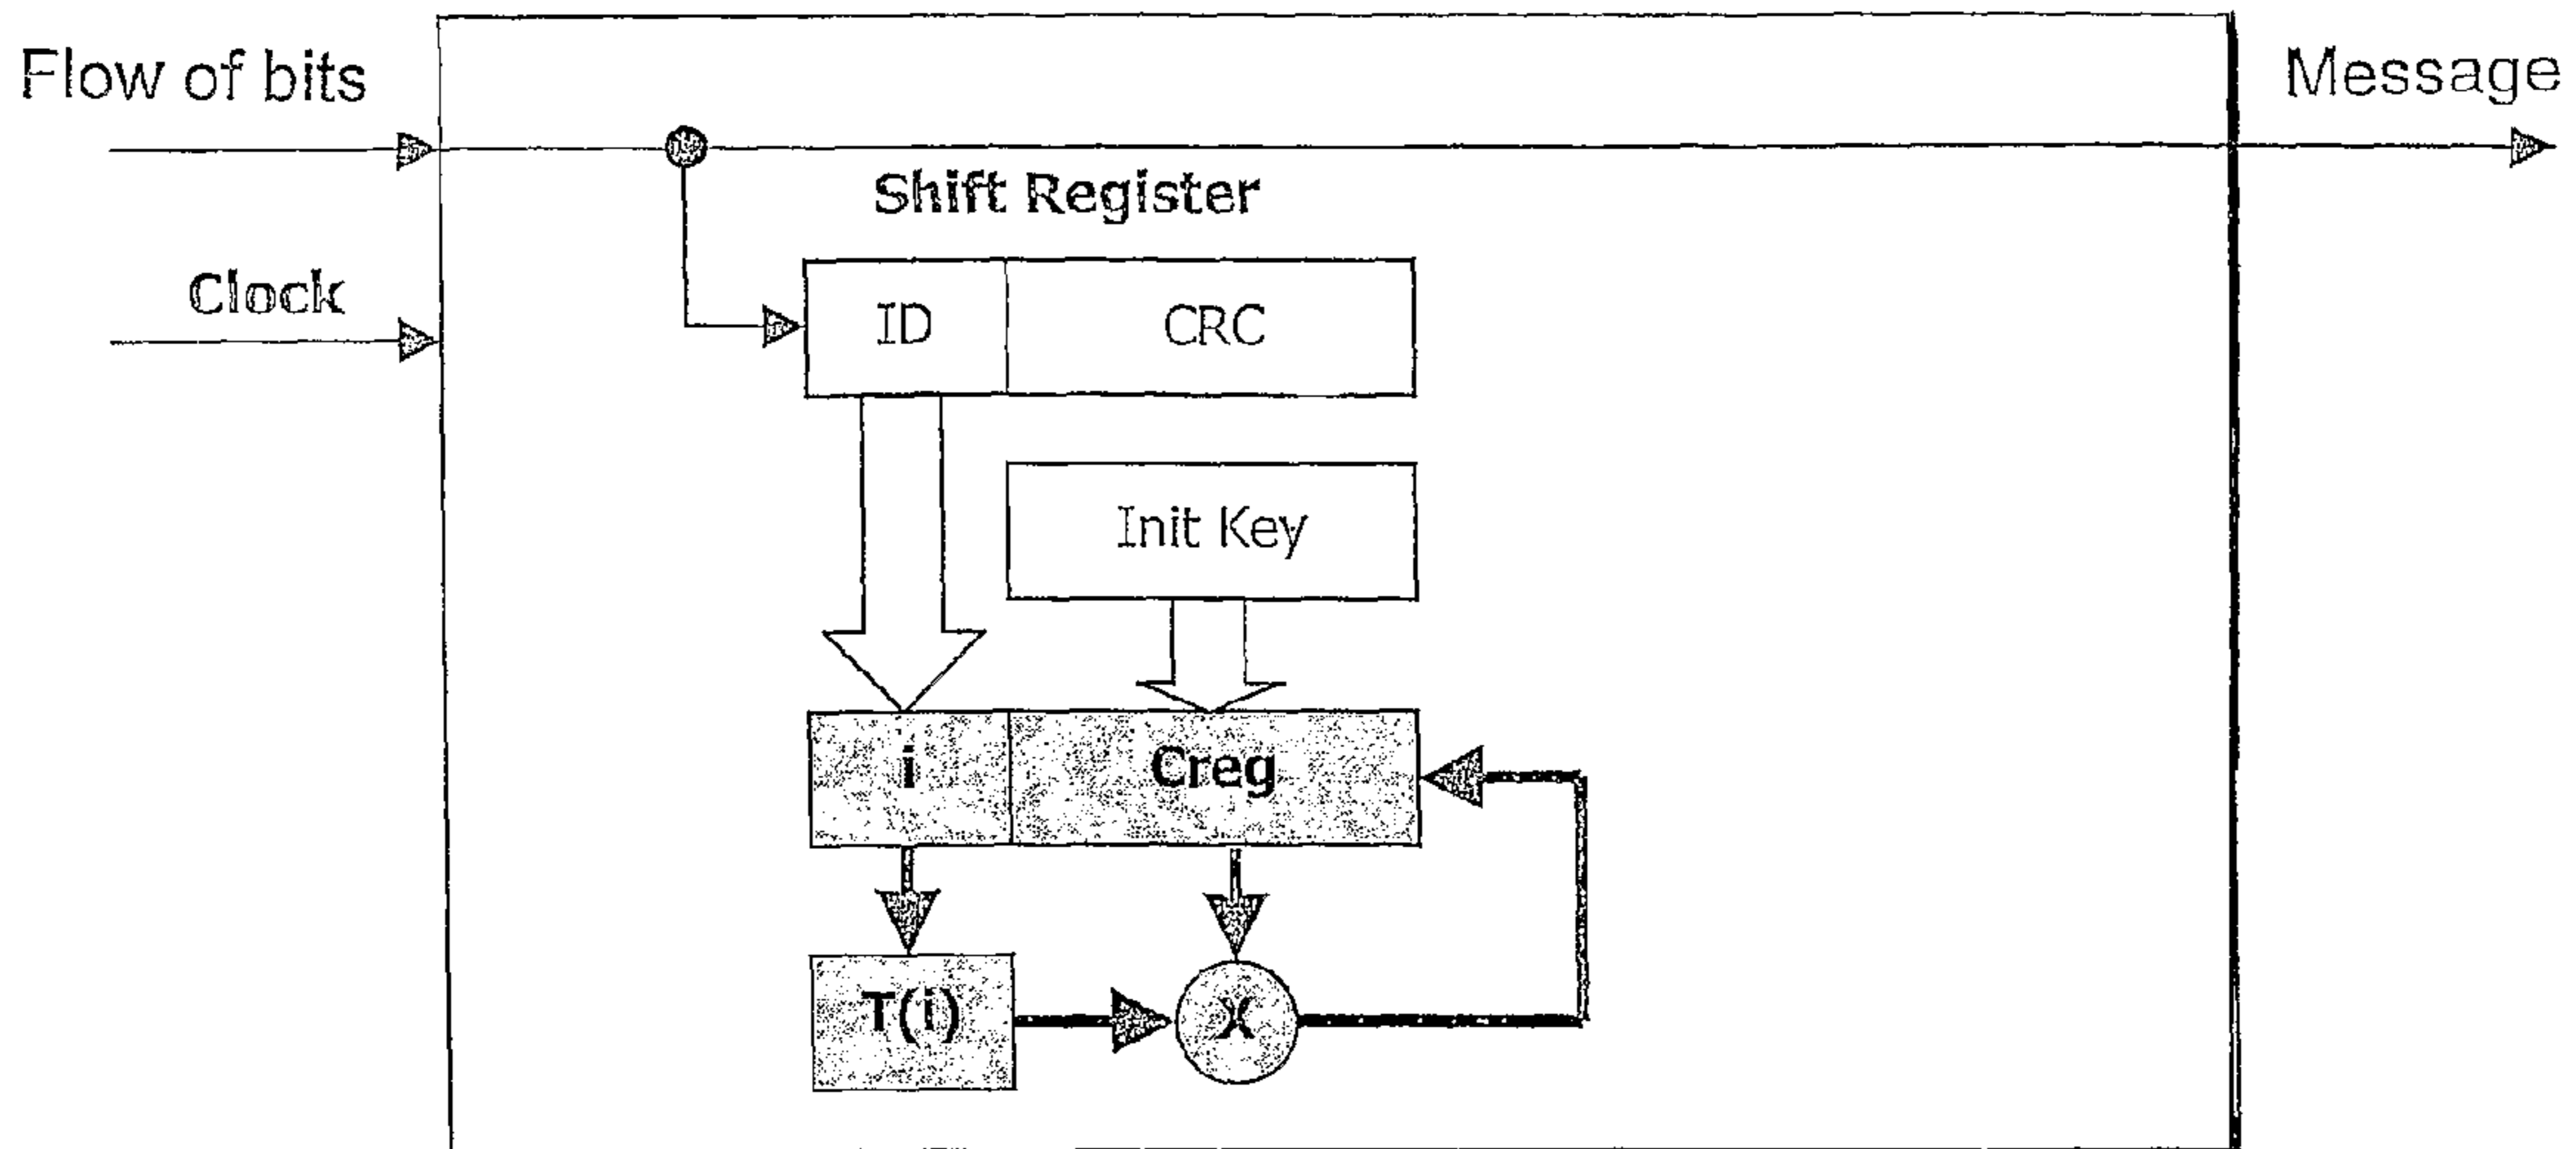 Flow of bits
Message
Shift Register
Clock
ID
CRC
Init Key
i
Creg
T(i)
X